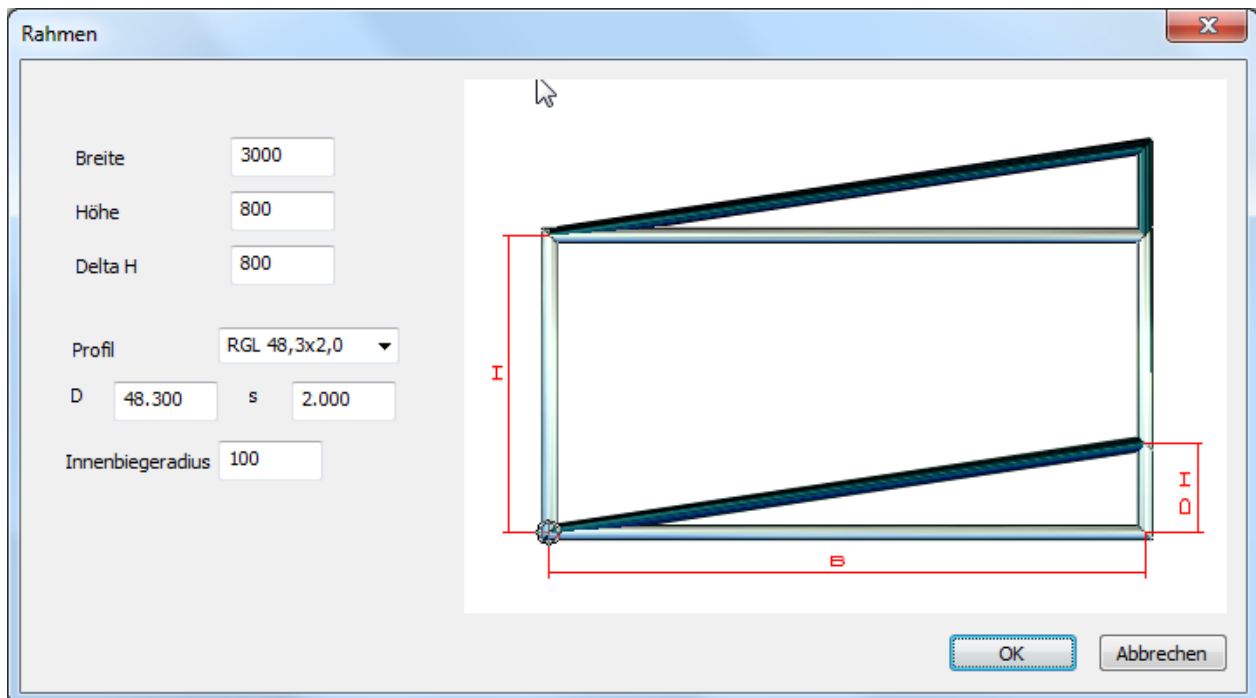 Rahmen
Breite 3000
Höhe 800
Delta H 800
Profil RGL 48,3x2,0
D 48.300 s 2.000
Innenbiegeradius 100
H
D H
B
OK Abbrechen